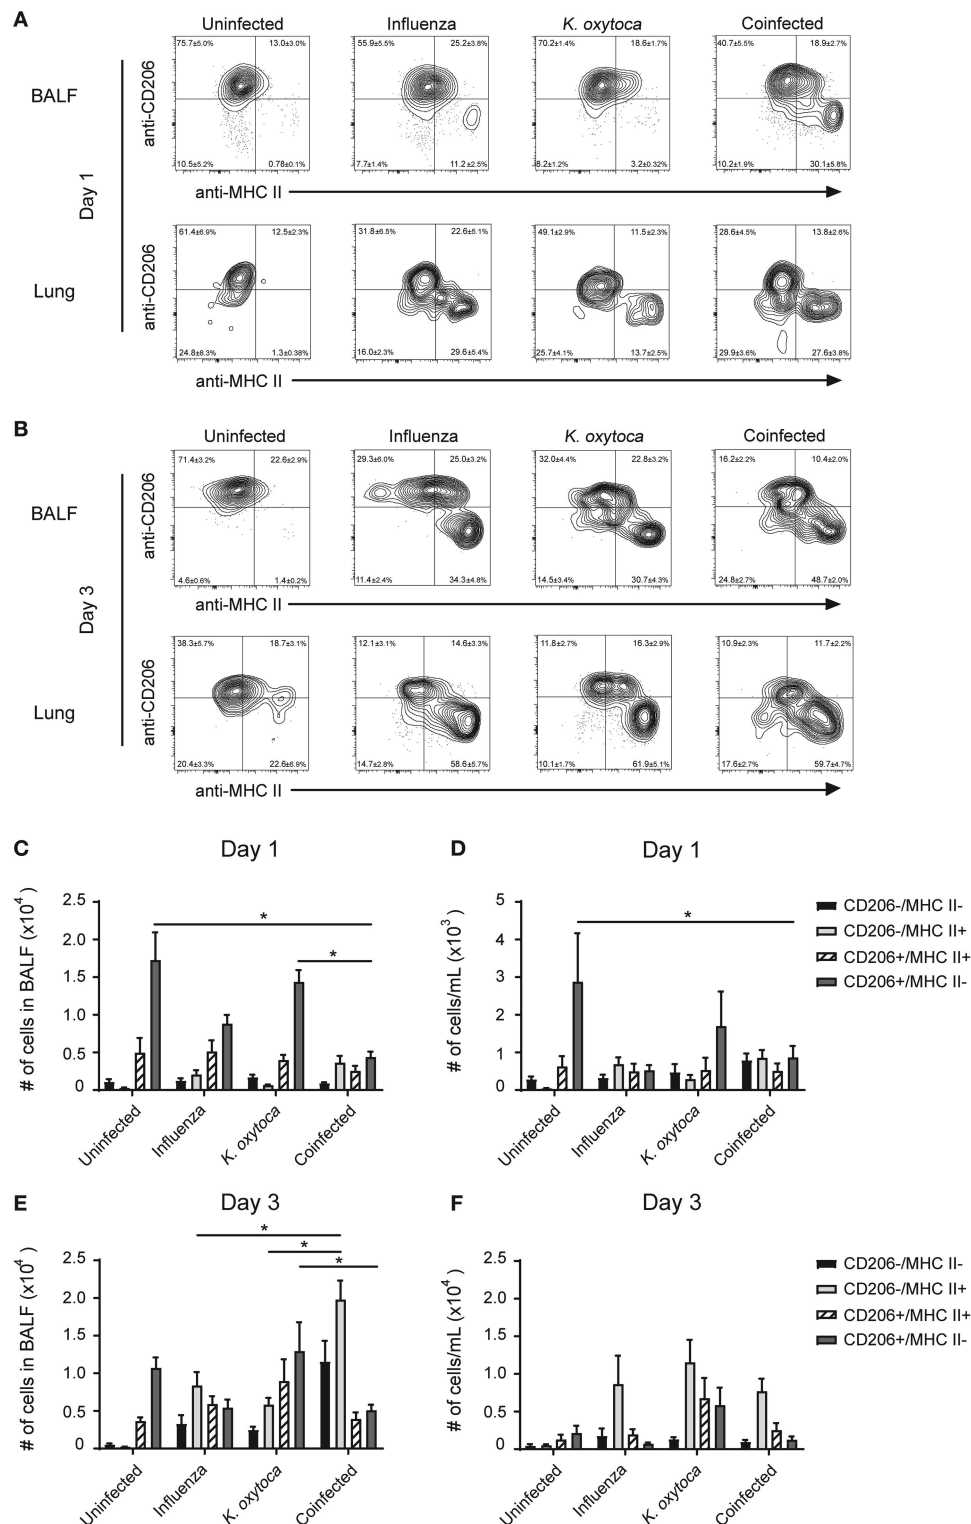 A
Uninfected Influenza K. oxytoca Coinfected
75.7±5.0% 13.0±3.0% 55.9±5.5% 25.2±3.8% 70.2±1.4% 18.6±1.7% 40.7±5.5% 18.9±2.7%
BALF
anti-CD206
10.5±5.2% 0.78±0.1% 7.7±1.4% 11.2±2.5% 8.2±1.2% 3.2±0.32% 10.2±1.9% 30.1±5.8%
anti-MHC II
Day 1
61.4±6.9% 12.5±2.3% 31.8±6.5% 22.6±5.1% 49.1±2.9% 11.5±2.3% 28.6±4.5% 13.8±2.6%
Lung
anti-CD206
24.8±8.3% 1.3±0.38% 16.0±2.3% 29.6±5.4% 25.7±4.1% 13.7±2.5% 29.9±3.6% 27.6±3.8%
anti-MHC II
B
Uninfected Influenza K. oxytoca Coinfected
71.4±3.2% 22.6±2.9% 29.3±6.0% 25.0±3.2% 32.0±4.4% 22.8±3.2% 16.2±2.2% 10.4±2.0%
BALF
anti-CD206
4.6±0.6% 1.4±0.2% 11.4±2.4% 34.3±4.8% 14.5±3.4% 30.7±4.3% 24.8±2.7% 48.7±2.0%
anti-MHC II
Day 3
38.3±5.7% 18.7±3.1% 12.1±3.1% 14.6±3.3% 11.8±2.7% 16.3±2.9% 10.9±2.3% 11.7±2.2%
Lung
anti-CD206
20.4±3.3% 22.6±6.9% 14.7±2.8% 58.6±5.7% 10.1±1.7% 61.9±5.1% 17.6±2.7% 59.7±4.7%
anti-MHC II
C
Day 1
# of cells in BALF (x10⁴)
2.5
2.0
1.5
1.0
0.5
0
*
*
Uninfected Influenza K. oxytoca Coinfected
D
Day 1
# of cells/mL (x10³)
5
4
3
2
1
0
*
Uninfected Influenza K. oxytoca Coinfected
CD206-/MHC II-
CD206-/MHC II+
CD206+/MHC II+
CD206+/MHC II-
E
Day 3
# of cells in BALF (x10⁴)
2.5
2.0
1.5
1.0
0.5
0
*
*
*
Uninfected Influenza K. oxytoca Coinfected
F
Day 3
# of cells/mL (x10⁴)
2.5
2.0
1.5
1.0
0.5
0
Uninfected Influenza K. oxytoca Coinfected
CD206-/MHC II-
CD206-/MHC II+
CD206+/MHC II+
CD206+/MHC II-